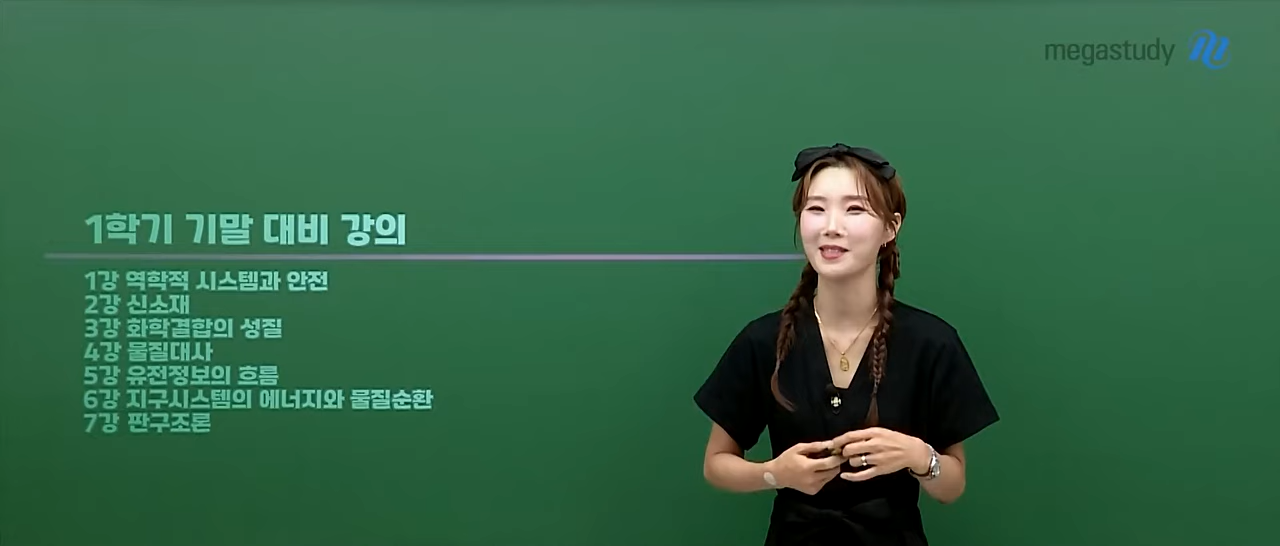 megastudy
1학기 기말 대비 강의
1강 역학적 시스템과 안전
2강 신소재
3강 화학결합의 성질
4강 물질대사
5강 유전정보의 흐름
6강 지구시스템의 에너지와 물질순환
7강 판구조론